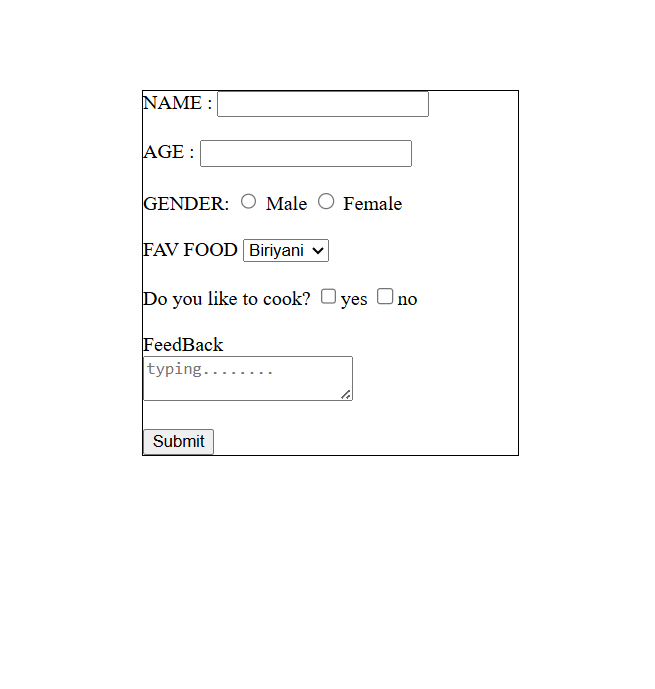 NAME :
AGE :
GENDER: Male Female
FAV FOOD Biriyani
Do you like to cook? yes no
FeedBack
typing........
Submit